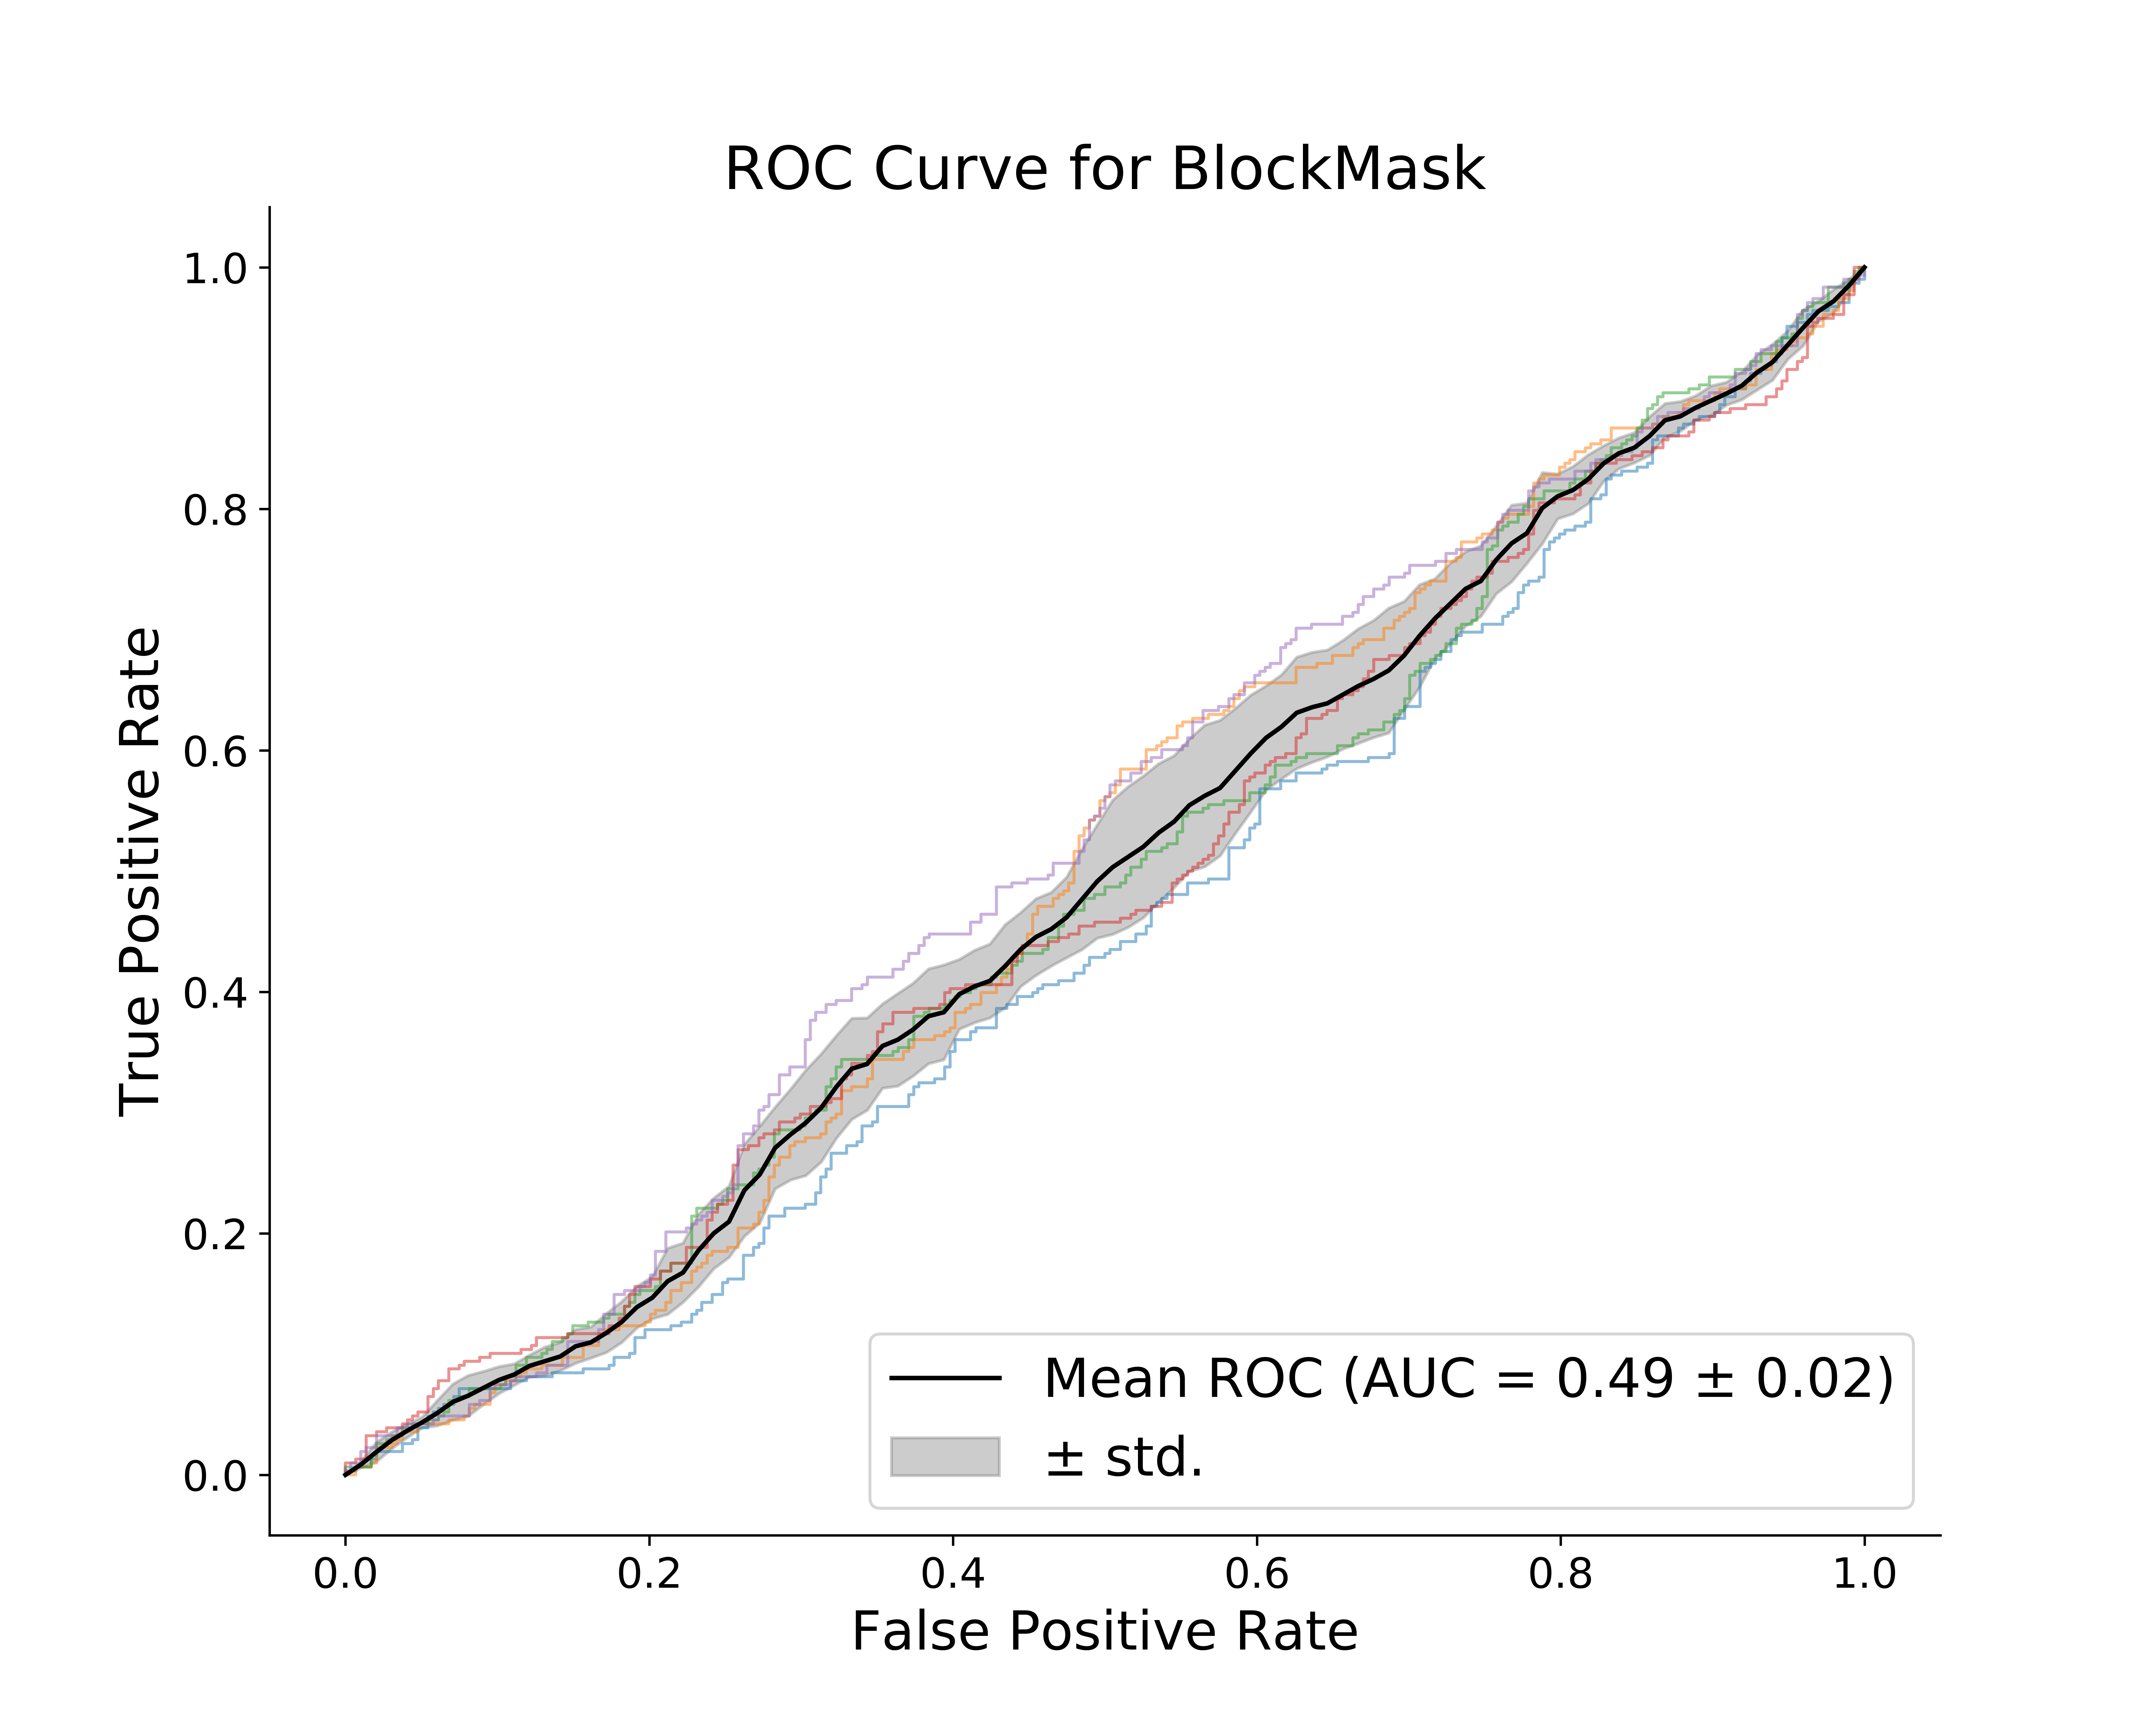 ROC Curve for BlockMask
True Positive Rate
1.0
0.8
0.6
0.4
0.2
0.0
Mean ROC (AUC = 0.49 ± 0.02)
± std.
0.0 0.2 0.4 0.6 0.8 1.0
False Positive Rate